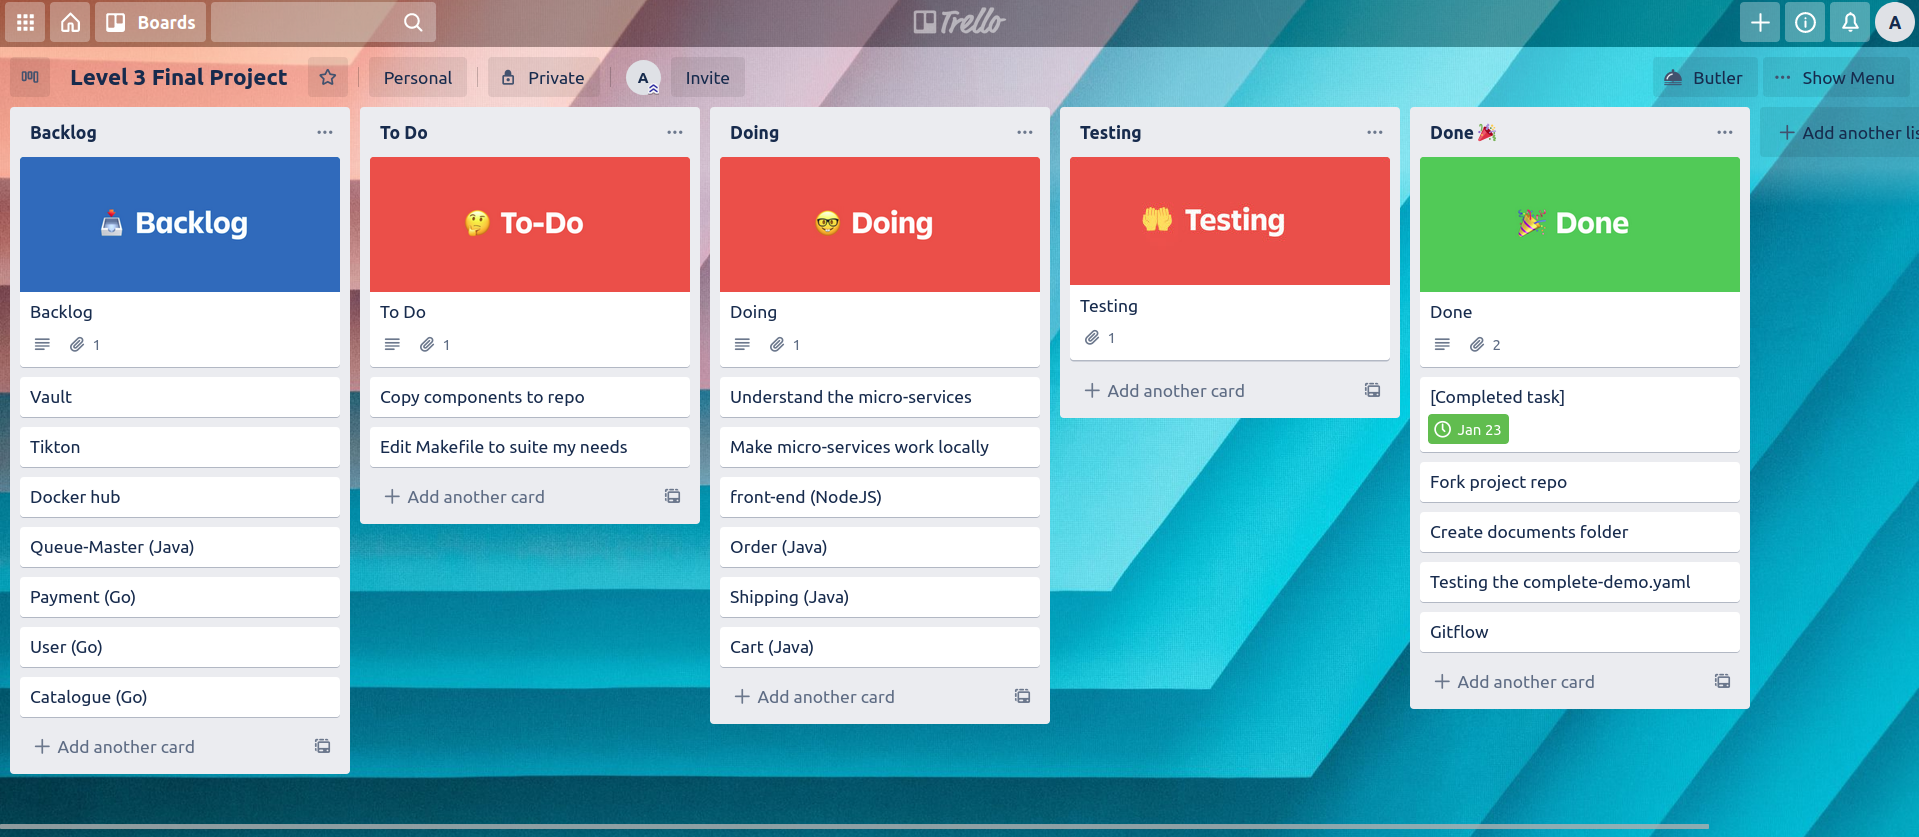 Boards
Trello
A
Level 3 Final Project
Personal
Private
A
Invite
Butler
Show Menu
Backlog
Backlog
Backlog
1
Vault
Tikton
Docker hub
Queue-Master (Java)
Payment (Go)
User (Go)
Catalogue (Go)
Add another card
To Do
To-Do
To Do
1
Copy components to repo
Edit Makefile to suite my needs
Add another card
Doing
Doing
Doing
1
Understand the micro-services
Make micro-services work locally
front-end (NodeJS)
Order (Java)
Shipping (Java)
Cart (Java)
Add another card
Testing
Testing
Testing
1
Add another card
Done
Done
Done
2
[Completed task]
Jan 23
Fork project repo
Create documents folder
Testing the complete-demo.yaml
Gitflow
Add another card
Add another lis